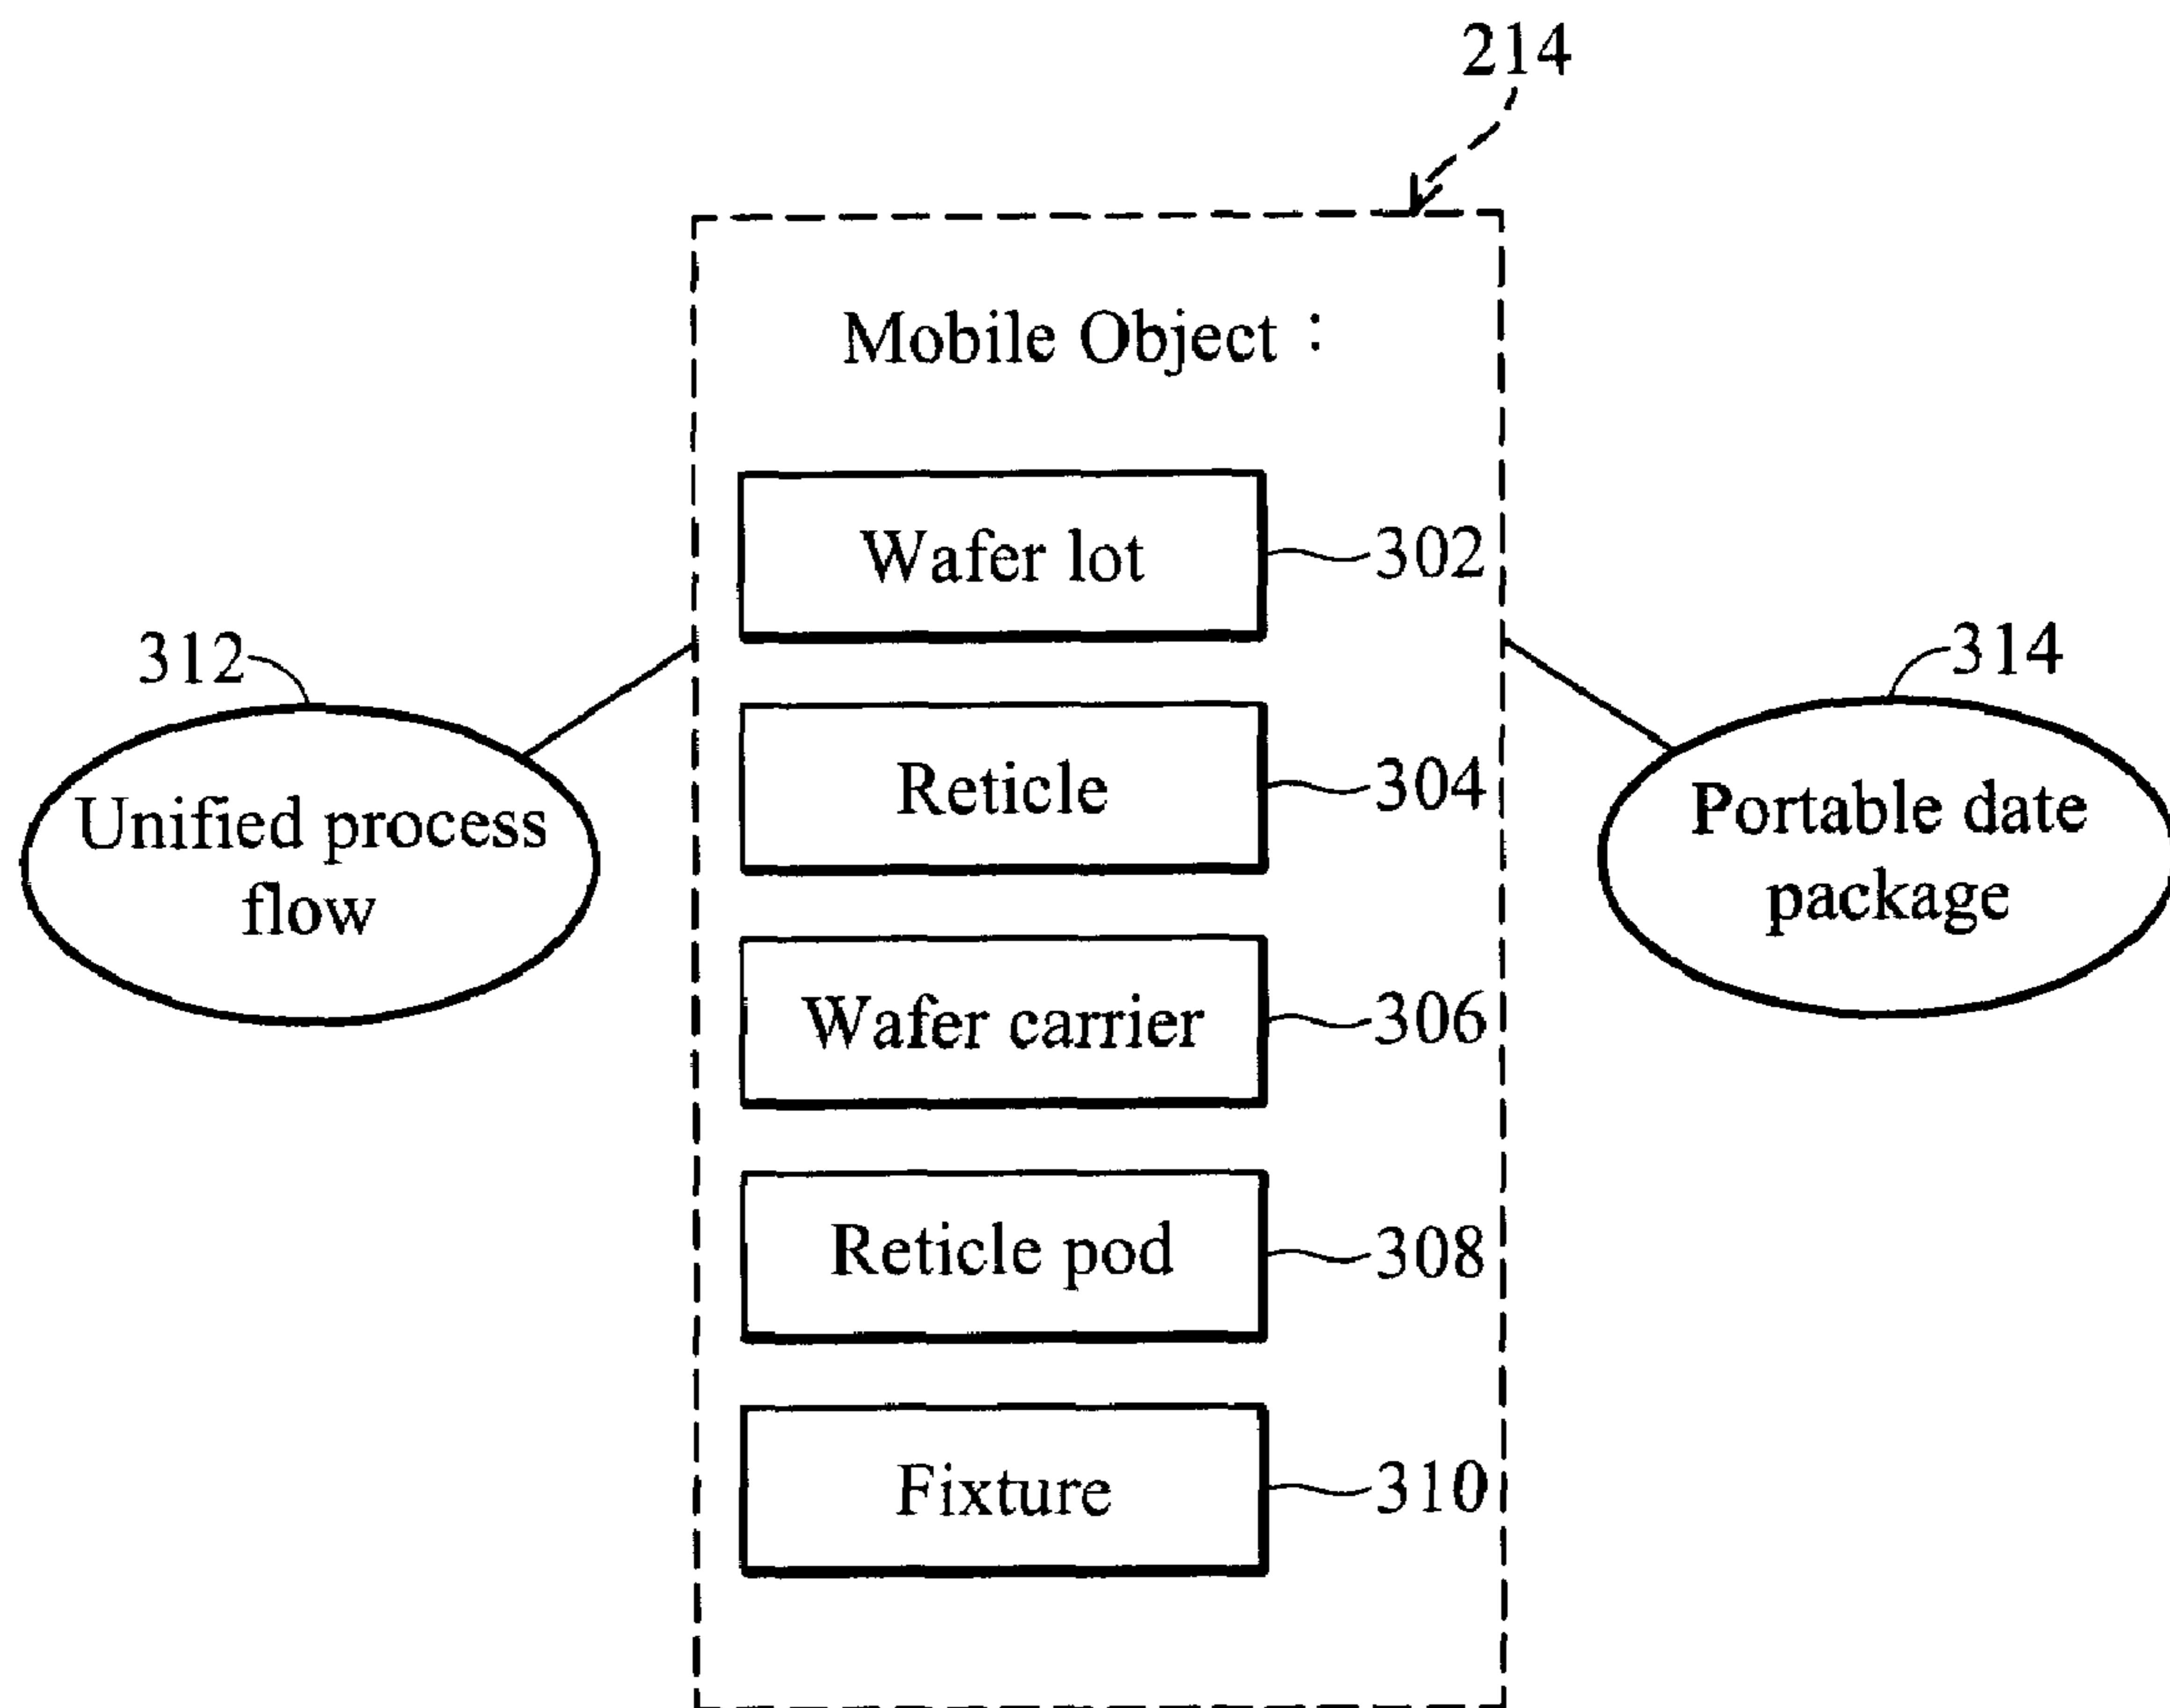 214
Mobile Object :
Wafer lot
302
312
314
Reticle
304
Unified process
flow
Portable date
package
Wafer carrier
306
Reticle pod
308
Fixture
310